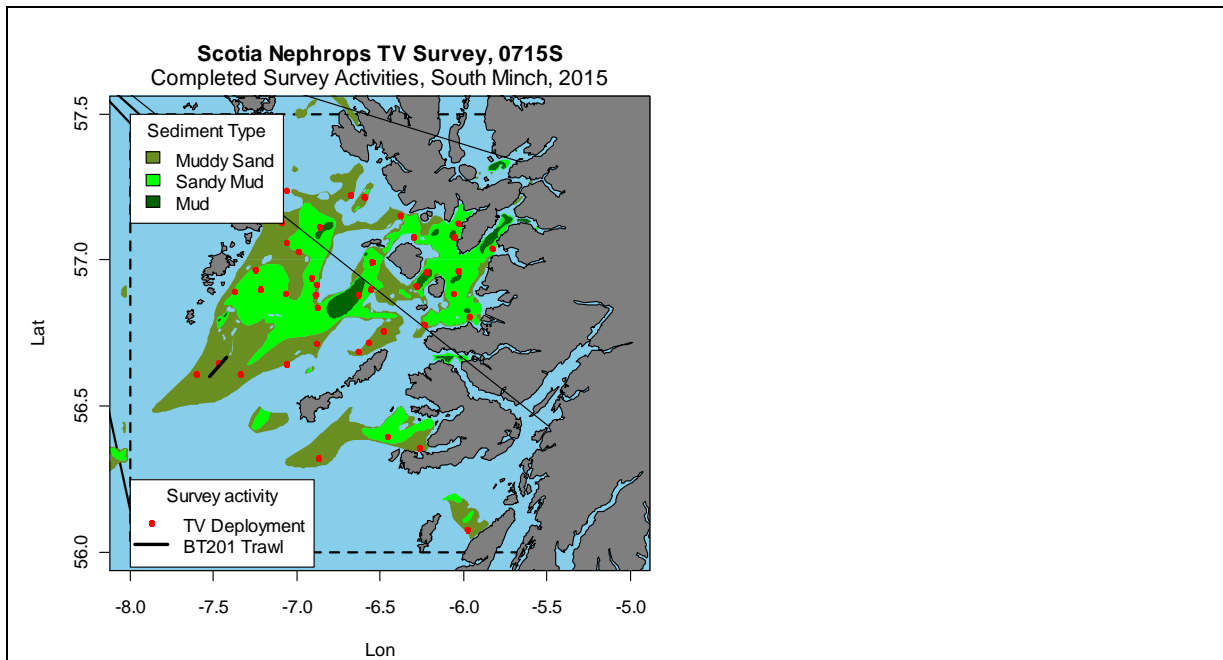 Scotia Nephrops TV Survey, 0715S
Completed Survey Activities, South Minch, 2015
57.5
57.0
56.5
56.0
Lat
Sediment Type
Muddy Sand
Sandy Mud
Mud
Survey activity
TV Deployment
BT201 Trawl
-8.0 -7.5 -7.0 -6.5 -6.0 -5.5 -5.0
Lon